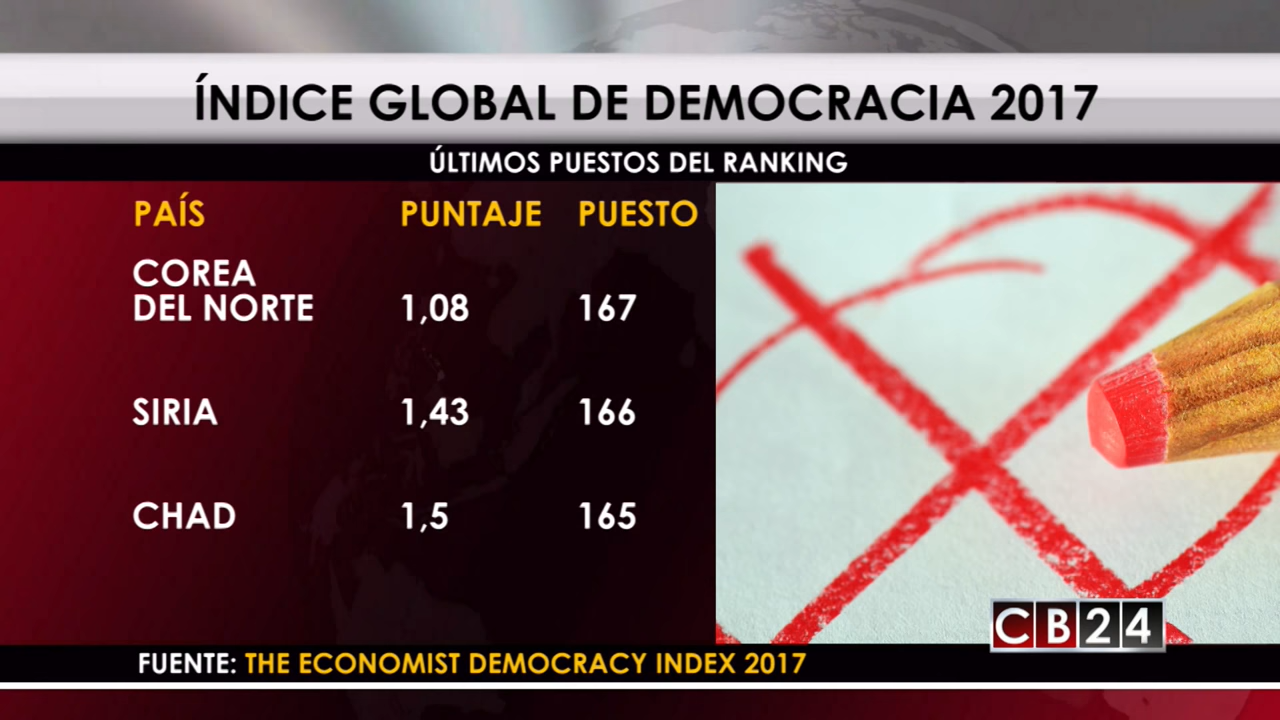 ÍNDICE GLOBAL DE DEMOCRACIA 2017
ÚLTIMOS PUESTOS DEL RANKING
PAÍS PUNTAJE PUESTO
COREA
DEL NORTE 1,08 167
SIRIA 1,43 166
CHAD 1,5 165
CB24
FUENTE: THE ECONOMIST DEMOCRACY INDEX 2017